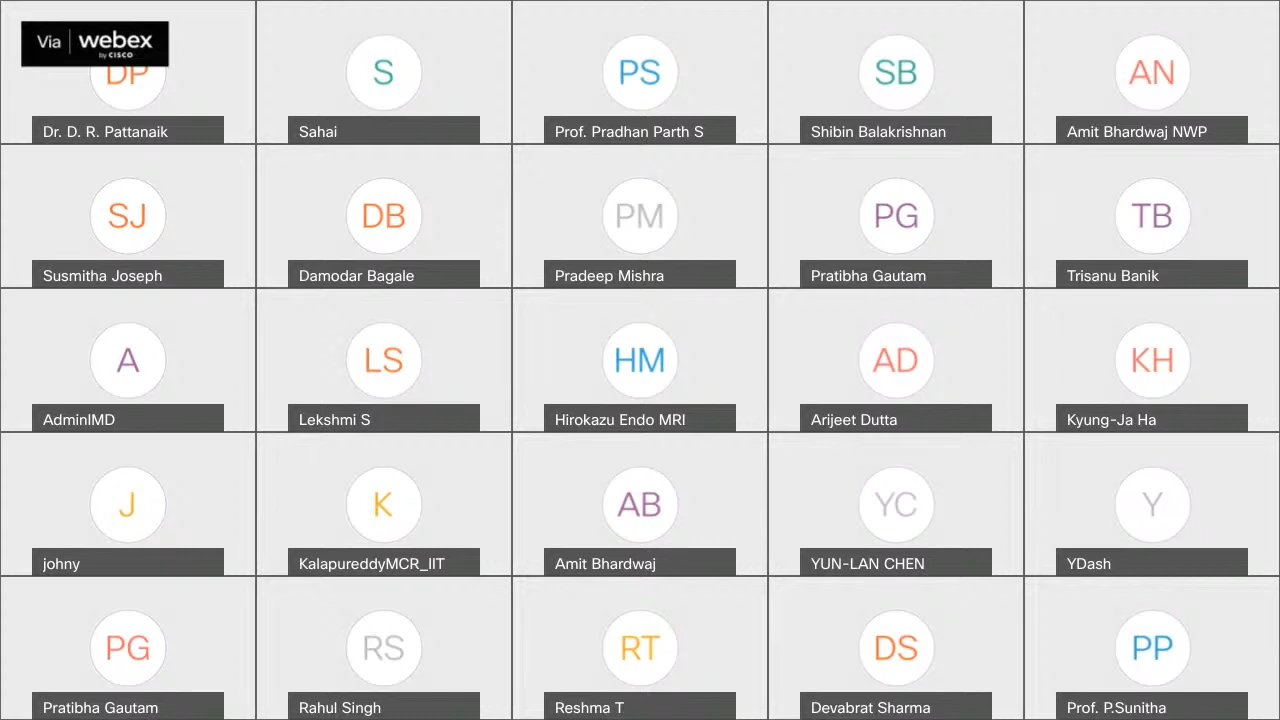 Via webex
by CISCO
DP
S
PS
SB
AN
Dr. D. R. Pattanaik
Sahai
Prof. Pradhan Parth S
Shibin Balakrishnan
Amit Bhardwaj NWP
SJ
DB
PM
PG
TB
Susmitha Joseph
Damodar Bagale
Pradeep Mishra
Pratibha Gautam
Trisanu Banik
A
LS
HM
AD
KH
AdminIMD
Lekshmi S
Hirokazu Endo MRI
Arijeet Dutta
Kyung-Ja Ha
J
K
AB
YC
Y
johny
KalapureddyMCR_IIT
Amit Bhardwaj
YUN-LAN CHEN
YDash
PG
RS
RT
DS
PP
Pratibha Gautam
Rahul Singh
Reshma T
Devabrat Sharma
Prof. P.Sunitha